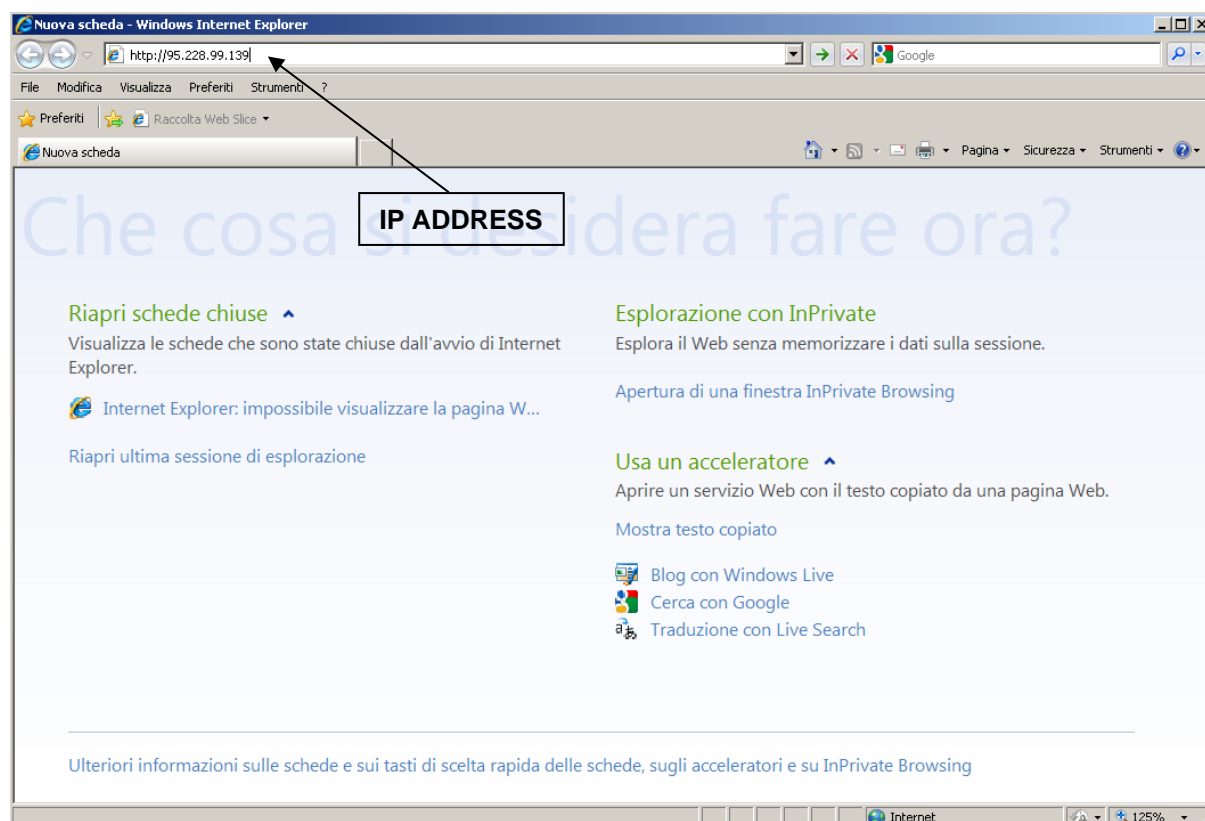 Nuova scheda - Windows Internet Explorer
http://95.228.99.139
Google
File Modifica Visualizza Preferiti Strumenti ?
Preferiti Raccolta Web Slice
Nuova scheda
Pagina Sicurezza Strumenti
IP ADDRESS
Che cosa si desidera fare ora?
Riapri schede chiuse
Visualizza le schede che sono state chiuse dall'avvio di Internet
Explorer.
Internet Explorer: impossibile visualizzare la pagina W...
Riapri ultima sessione di esplorazione
Esplorazione con InPrivate
Esplora il Web senza memorizzare i dati sulla sessione.
Apertura di una finestra InPrivate Browsing
Usa un acceleratore
Aprire un servizio Web con il testo copiato da una pagina Web.
Mostra testo copiato
Blog con Windows Live
Cerca con Google
Traduzione con Live Search
Ulteriori informazioni sulle schede e sui tasti di scelta rapida delle schede, sugli acceleratori e su InPrivate Browsing
Internet
125%